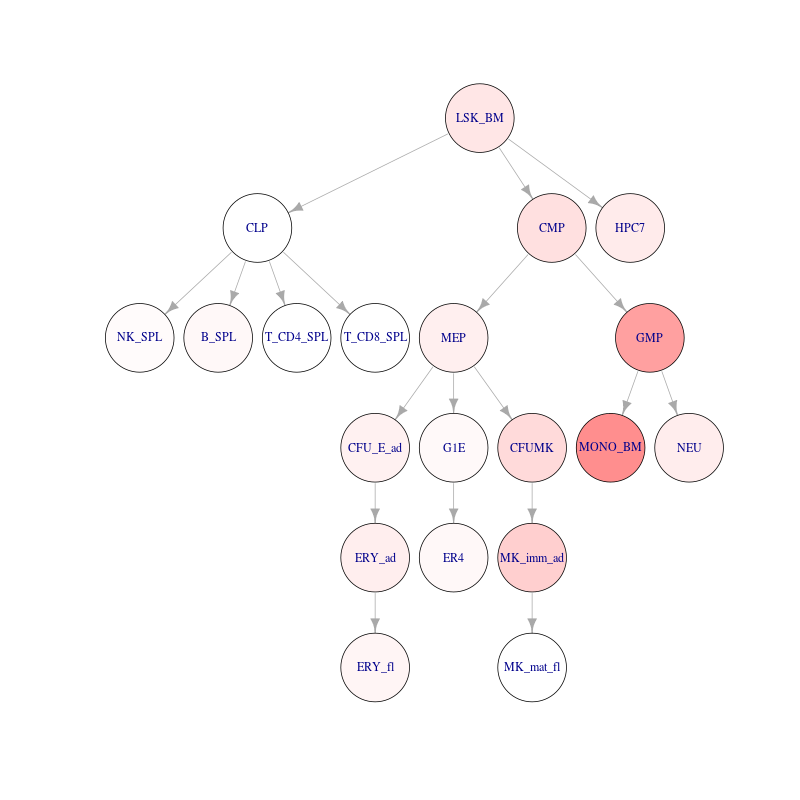 LSK_BM
CLP
CMP
HPC7
NK_SPL
B_SPL
T_CD4_SPL
T_CD8_SPL
MEP
GMP
CFU_E_ad
G1E
CFUMK
MONO_BM
NEU
ERY_ad
ER4
MK_imm_ad
ERY_fl
MK_mat_fl